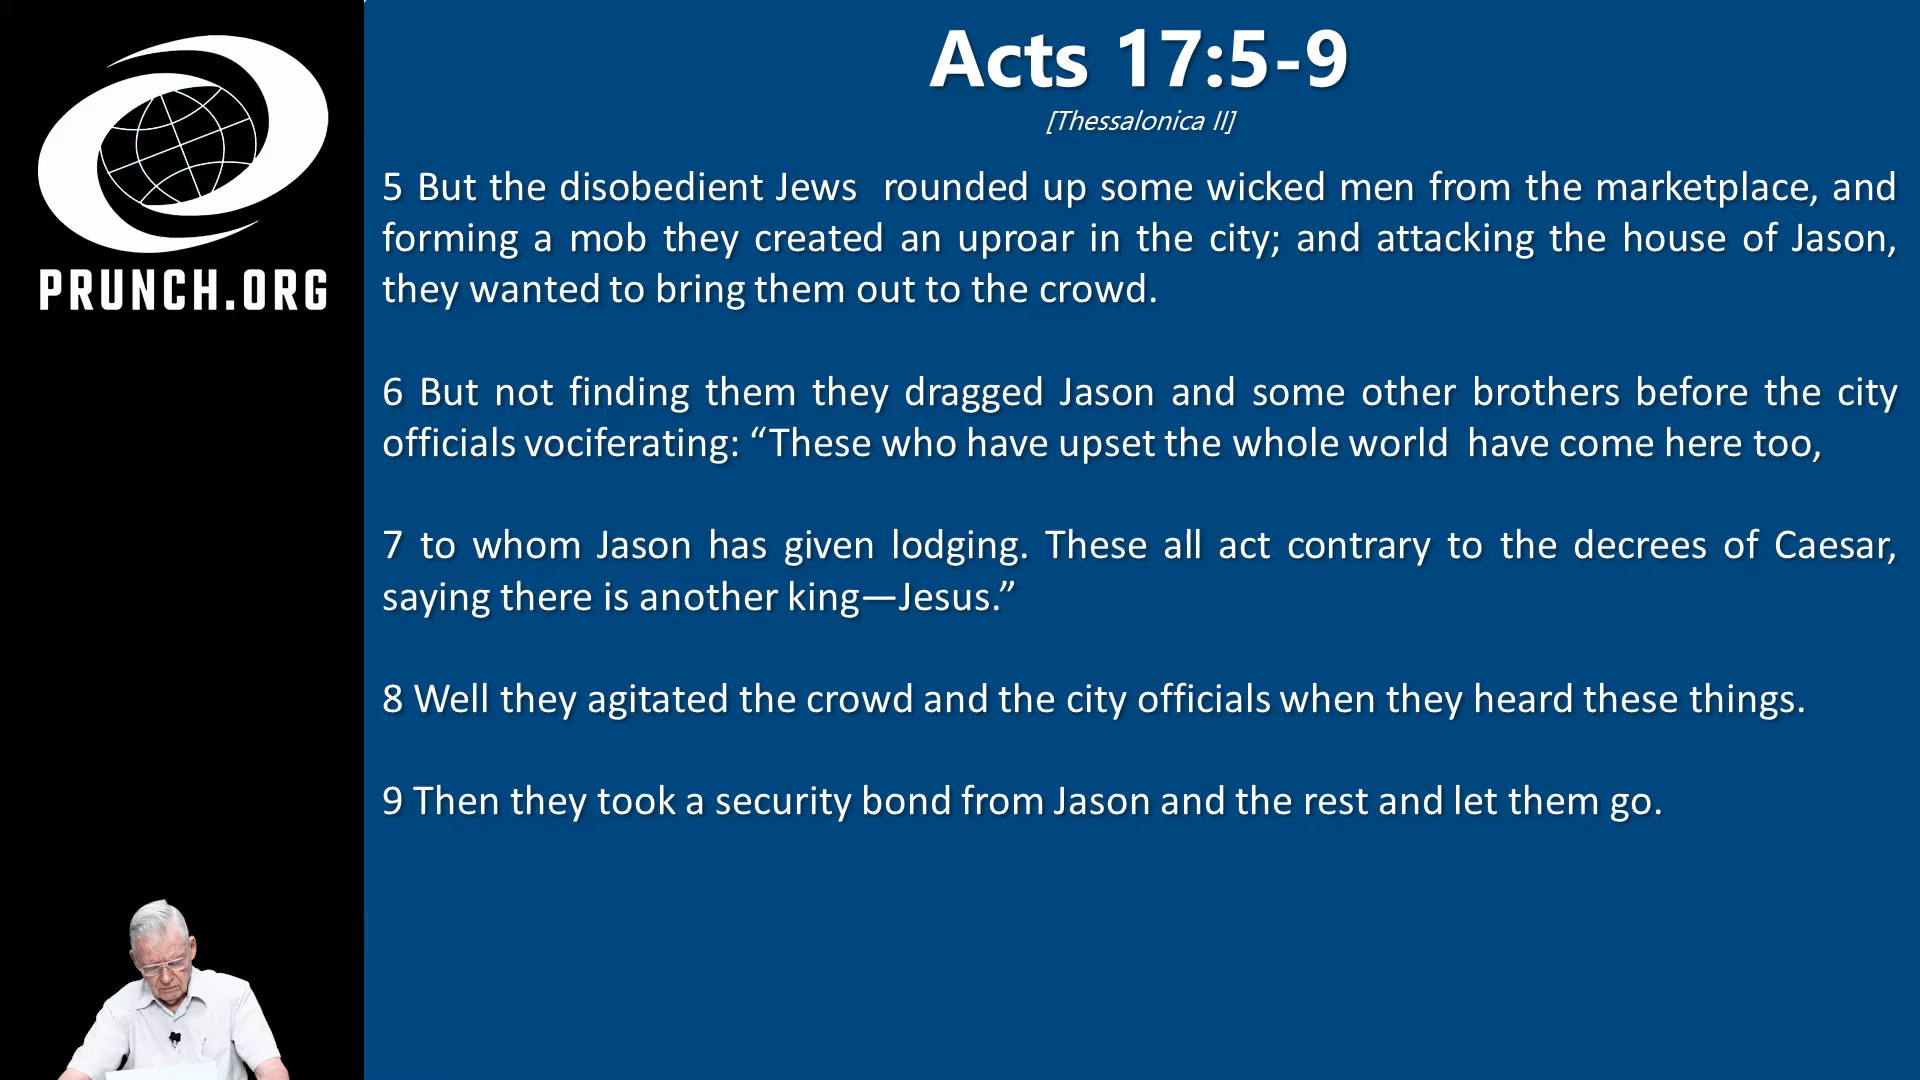 PRUNCH.ORG
Acts 17:5-9
[Thessalonica II]
5 But the disobedient Jews  rounded up some wicked men from the marketplace, and
forming a mob they created an uproar in the city; and attacking the house of Jason,
they wanted to bring them out to the crowd.
6 But not finding them they dragged Jason and some other brothers before the city
officials vociferating: “These who have upset the whole world  have come here too,
7 to whom Jason has given lodging. These all act contrary to the decrees of Caesar,
saying there is another king—Jesus.”
8 Well they agitated the crowd and the city officials when they heard these things.
9 Then they took a security bond from Jason and the rest and let them go.